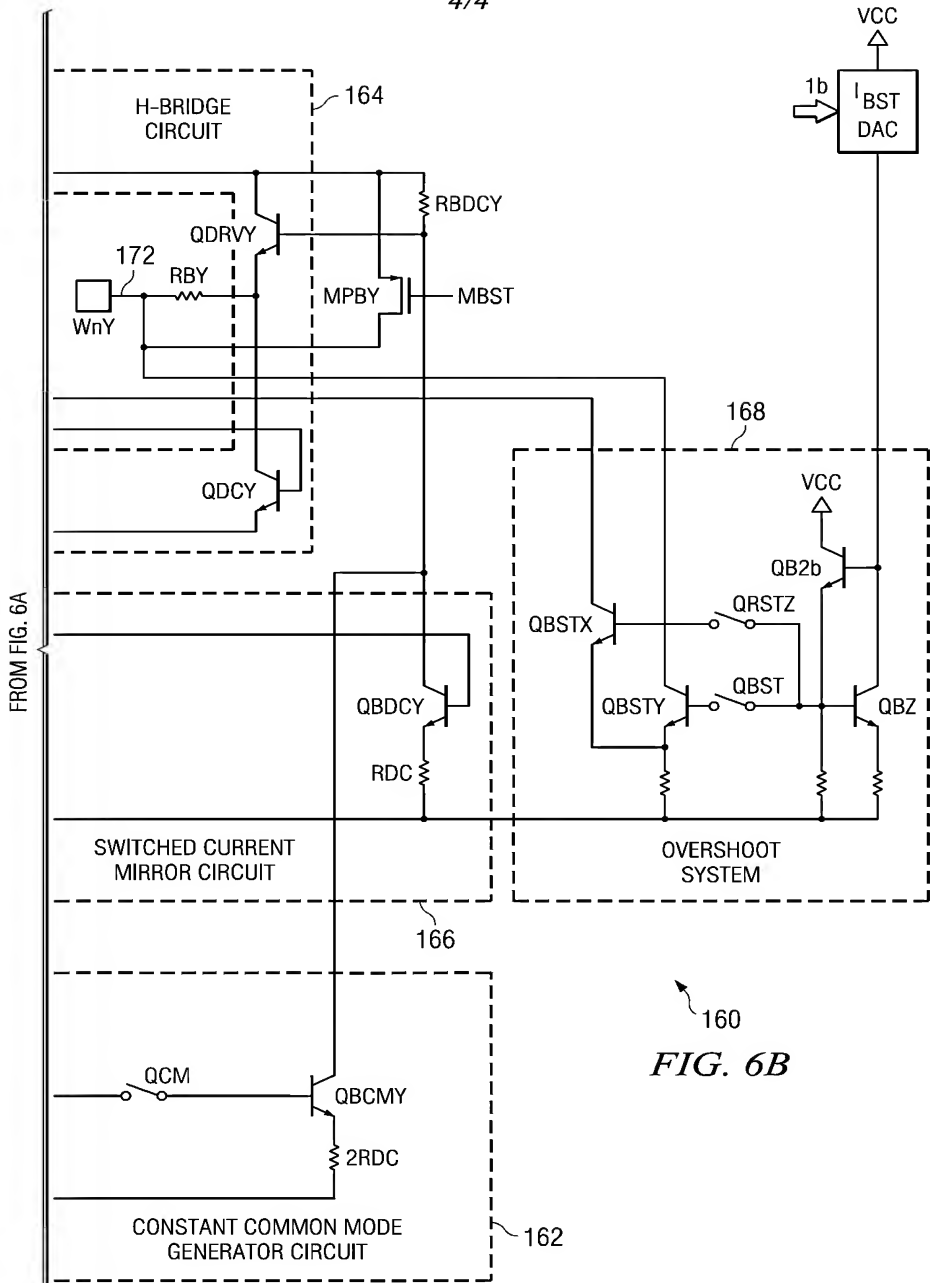 4/4
VCC
1b
I BST
DAC
H-BRIDGE
CIRCUIT
164
RBDCY
QDRVY
172
RBY
WnY
MPBY
MBST
168
QDCY
VCC
QB2b
FROM FIG. 6A
QBSTX
QRSTZ
QBDCY
QBSTY
QBST
QBZ
RDC
SWITCHED CURRENT
MIRROR CIRCUIT
OVERSHOOT
SYSTEM
166
160
FIG. 6B
QCM
QBCMY
2RDC
CONSTANT COMMON MODE
GENERATOR CIRCUIT
162